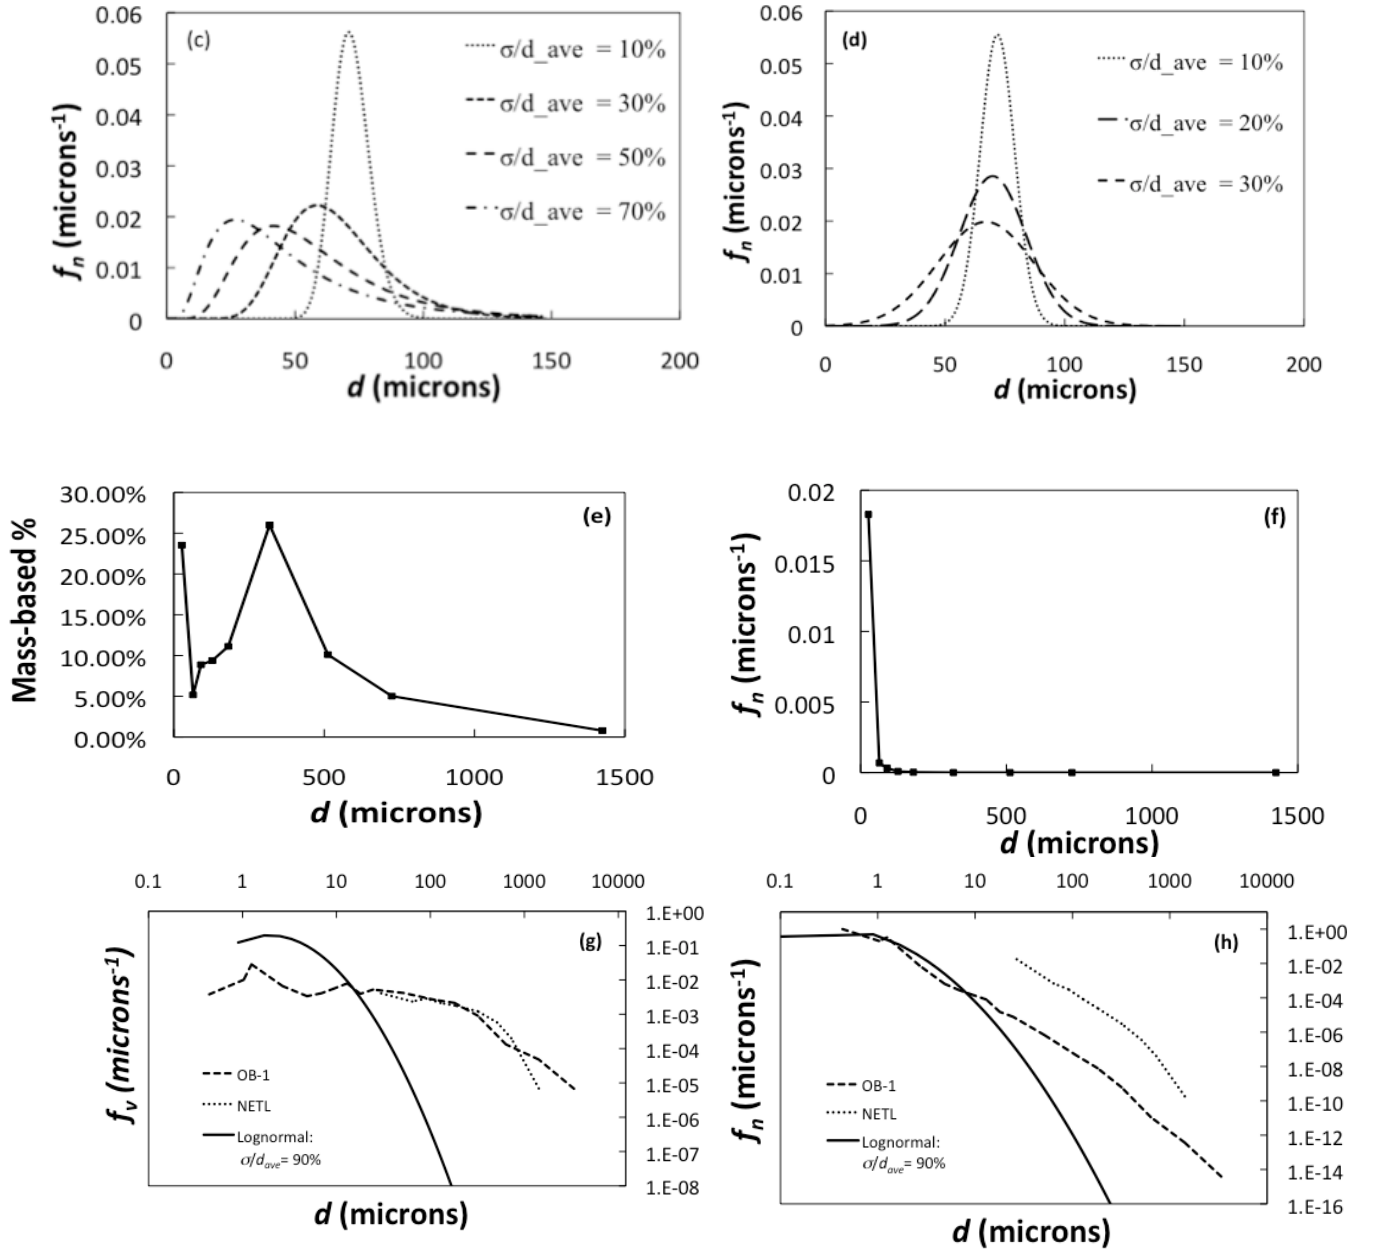 (c)
0.06
0.05
0.04
0.03
0.02
0.01
0
fn (microns-1)
σ/d_ave = 10%
σ/d_ave = 30%
σ/d_ave = 50%
σ/d_ave = 70%
0 50 100 150 200
d (microns)
(d)
0.06
0.05
0.04
0.03
0.02
0.01
0
fn (microns-1)
σ/d_ave = 10%
σ/d_ave = 20%
σ/d_ave = 30%
0 50 100 150 200
d (microns)
(e)
30.00%
25.00%
20.00%
15.00%
10.00%
5.00%
0.00%
Mass-based %
0 500 1000 1500
d (microns)
(f)
0.02
0.015
0.01
0.005
0
fn (microns-1)
0 500 1000 1500
d (microns)
0.1 1 10 100 1000 10000
(g)
1.E+00
1.E-01
1.E-02
1.E-03
1.E-04
1.E-05
1.E-06
1.E-07
1.E-08
fv (microns-1)
OB-1
NETL
Lognormal:
σ/dave= 90%
d (microns)
0.1 1 10 100 1000 10000
(h)
1.E+00
1.E-02
1.E-04
1.E-06
1.E-08
1.E-10
1.E-12
1.E-14
1.E-16
fn (microns-1)
OB-1
NETL
Lognormal:
σ/dave= 90%
d (microns)